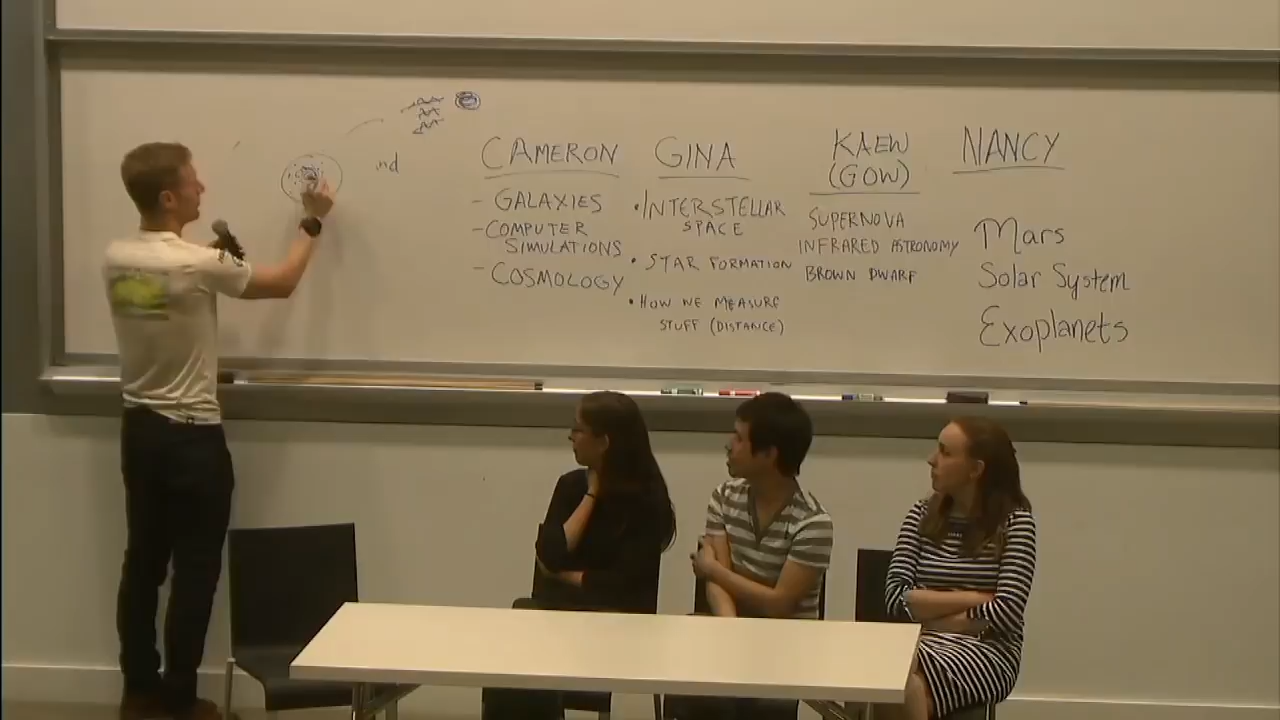 CAMERON
- GALAXIES
- COMPUTER
SIMULATIONS
- COSMOLOGY
GINA
• INTERSTELLAR
SPACE
• STAR FORMATION
• HOW WE MEASURE
STUFF (DISTANCE)
KAEW
(GOW)
SUPERNOVA
INFRARED ASTRONOMY
BROWN DWARF
NANCY
Mars
Solar System
Exoplanets